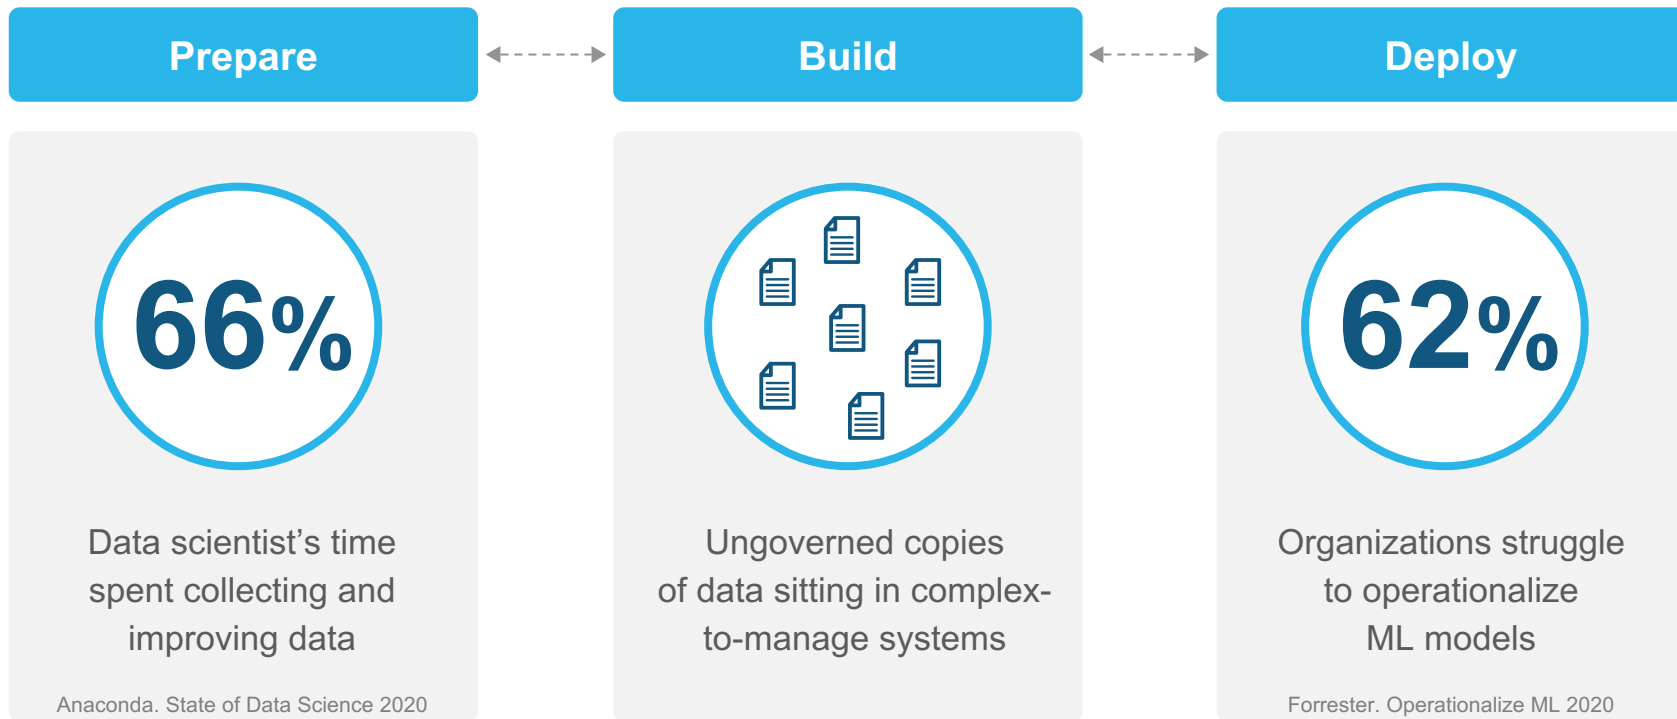 Prepare
Build
Deploy
66%
Data scientist’s time
spent collecting and
improving data
Anaconda. State of Data Science 2020
Ungoverned copies
of data sitting in complex-
to-manage systems
62%
Organizations struggle
to operationalize
ML models
Forrester. Operationalize ML 2020